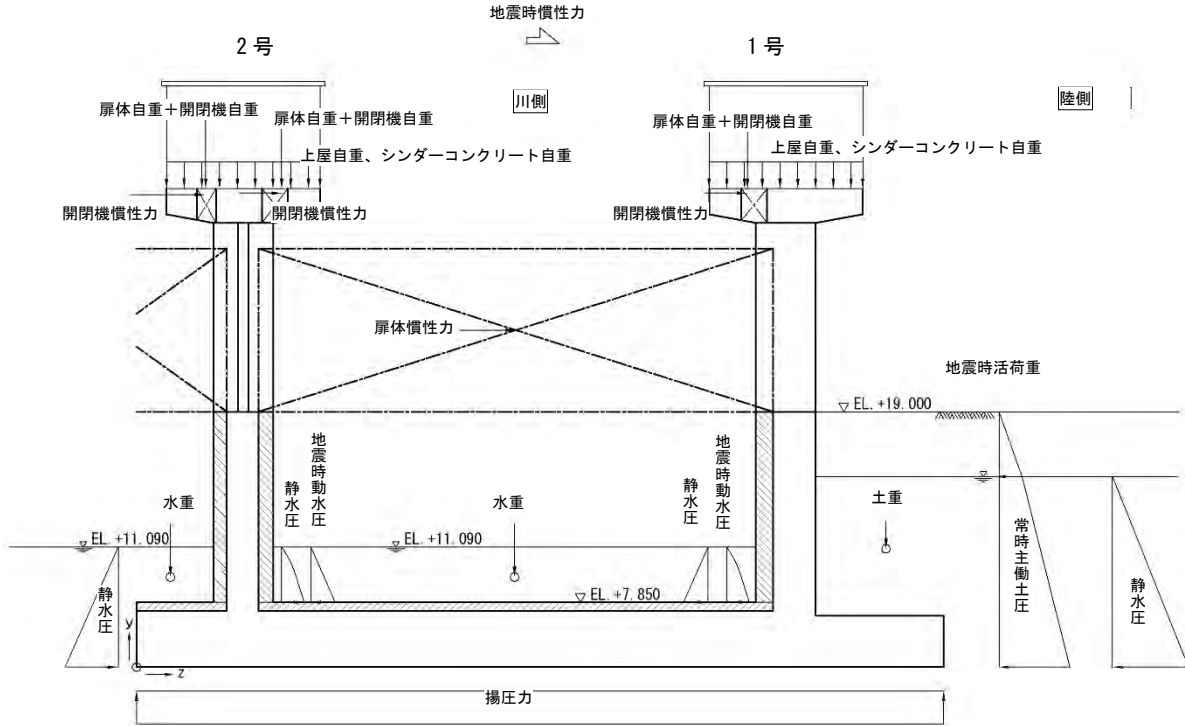 地震時慣性力
2号
1号
川側
陸側
扉体自重＋開閉機自重
扉体自重＋開閉機自重
扉体自重＋開閉機自重
上屋自重、シンダーコンクリート自重
上屋自重、シンダーコンクリート自重
開閉機慣性力
開閉機慣性力
開閉機慣性力
扉体慣性力
地震時活荷重
EL. +19.000
水重
静水圧
地震時動水圧
水重
静水圧
地震時動水圧
土重
常時主働土圧
静水圧
EL. +11.090
EL. +11.090
静水圧
EL. +7.850
y
z
揚圧力